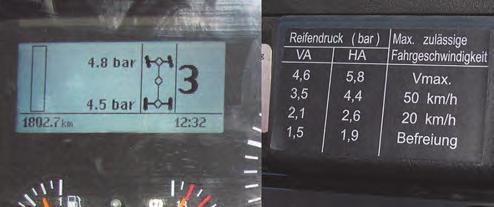 4.8 bar
3
4.5 bar
1802.7 km
12:32
Reifendruck (bar) Max. zulässige
VA HA Fahrgeschwindigkeit
4,6 5,8 Vmax.
3,5 4,4 50 km/h
2,1 2,6 20 km/h
1,5 1,9 Befreiung